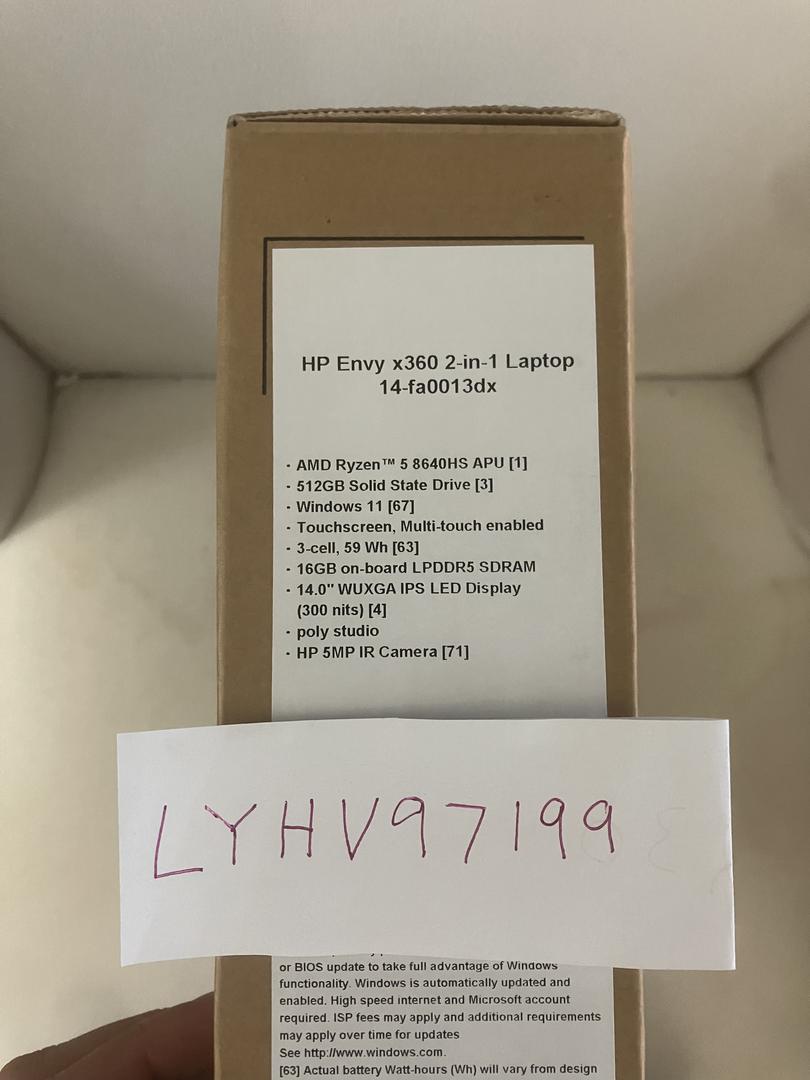 HP Envy x360 2-in-1 Laptop
14-fa0013dx
· AMD Ryzen™ 5 8640HS APU [1]
· 512GB Solid State Drive [3]
· Windows 11 [67]
· Touchscreen, Multi-touch enabled
· 3-cell, 59 Wh [63]
· 16GB on-board LPDDR5 SDRAM
· 14.0" WUXGA IPS LED Display
(300 nits) [4]
· poly studio
· HP 5MP IR Camera [71]
LYHV97199
or BIOS update to take full advantage of Windows
functionality. Windows is automatically updated and
enabled. High speed internet and Microsoft account
required. ISP fees may apply and additional requirements
may apply over time for updates
See http://www.windows.com.
[63] Actual battery Watt-hours (Wh) will vary from design